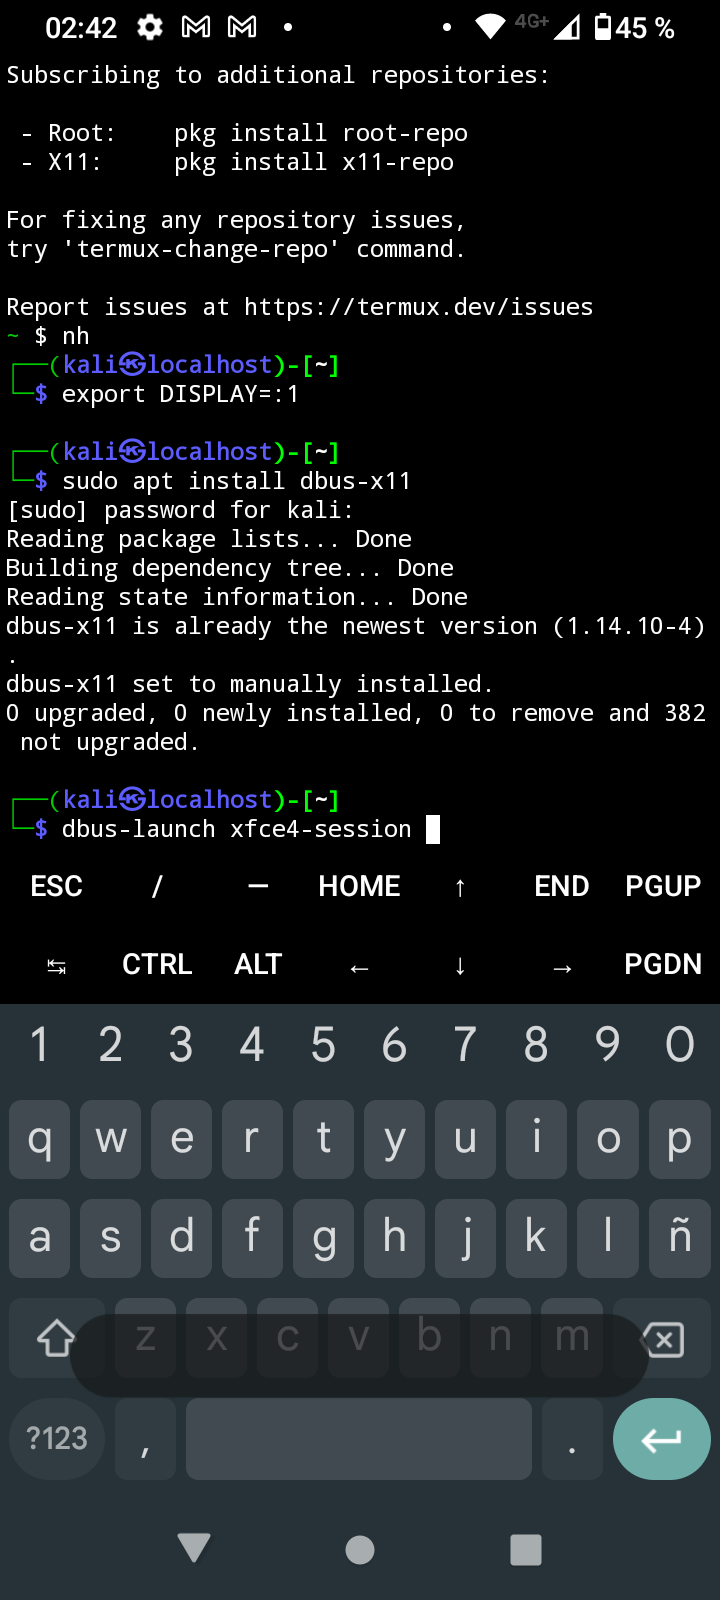 02:42 4G+ 45 %
Subscribing to additional repositories:
- Root: pkg install root-repo
- X11: pkg install x11-repo
For fixing any repository issues,
try 'termux-change-repo' command.
Report issues at https://termux.dev/issues
~ $ nh
┌──(kali㉿localhost)-[~]
└─$ export DISPLAY=:1
┌──(kali㉿localhost)-[~]
└─$ sudo apt install dbus-x11
[sudo] password for kali:
Reading package lists... Done
Building dependency tree... Done
Reading state information... Done
dbus-x11 is already the newest version (1.14.10-4)
.
dbus-x11 set to manually installed.
0 upgraded, 0 newly installed, 0 to remove and 382
not upgraded.
┌──(kali㉿localhost)-[~]
└─$ dbus-launch xfce4-session
ESC / — HOME ↑ END PGUP
↹ CTRL ALT ← ↓ → PGDN
1 2 3 4 5 6 7 8 9 0
q w e r t y u i o p
a s d f g h j k l ñ
z x c v b n m
?123 , .